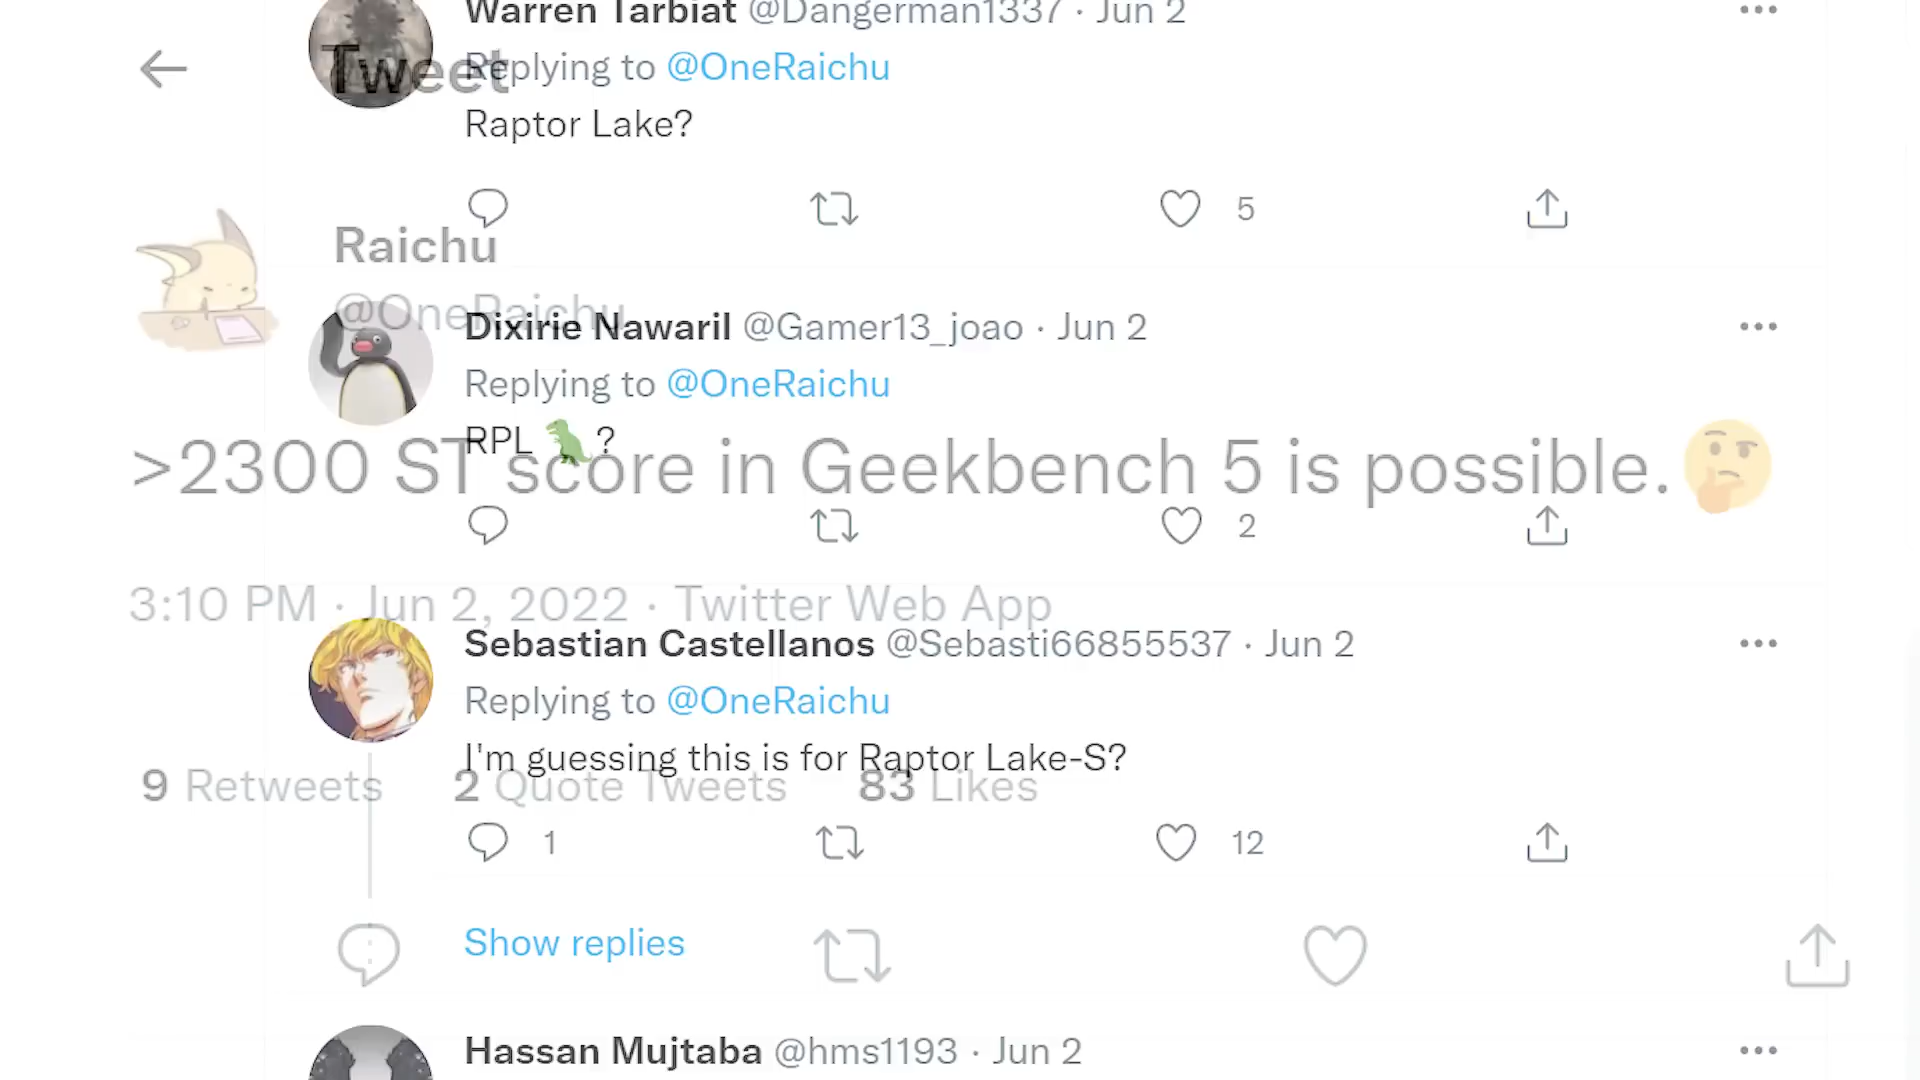 Warren Tarbiat @Dangerman1337 · Jun 2
Tweet
Replying to @OneRaichu
Raptor Lake?
5
Raichu
@OneRaichu
Dixirie Nawaril @Gamer13_joao · Jun 2
Replying to @OneRaichu
RPL 🦖 ?
>2300 ST score in Geekbench 5 is possible.🤔
2
3:10 PM · Jun 2, 2022 · Twitter Web App
Sebastian Castellanos @Sebasti66855537 · Jun 2
Replying to @OneRaichu
I'm guessing this is for Raptor Lake-S?
9 Retweets 2 Quote Tweets 83 Likes
1 12
Show replies
Hassan Mujtaba @hms1193 · Jun 2